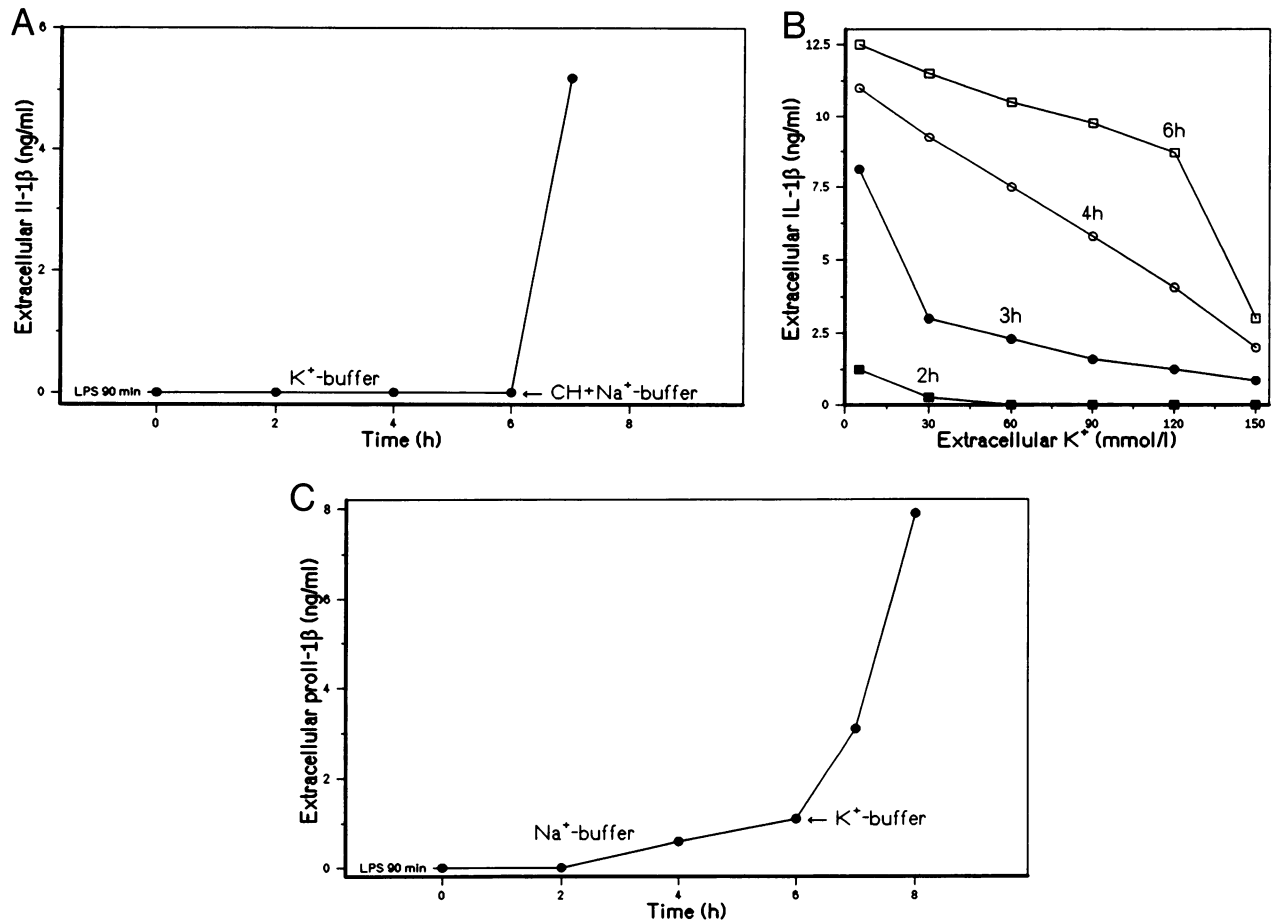 A
Extracellular Il-1β (ng/ml)
6
4
2
0
LPS 90 min
K⁺-buffer
← CH+Na⁺-buffer
0 2 4 6 8
Time (h)
B
Extracellular IL-1β (ng/ml)
12.5
10
7.5
5
2.5
0
6h
4h
3h
2h
0 30 60 90 120 150
Extracellular K⁺ (mmol/l)
C
Extracellular proIl-1β (ng/ml)
8
6
4
2
0
LPS 90 min
Na⁺-buffer
← K⁺-buffer
0 2 4 6 8
Time (h)